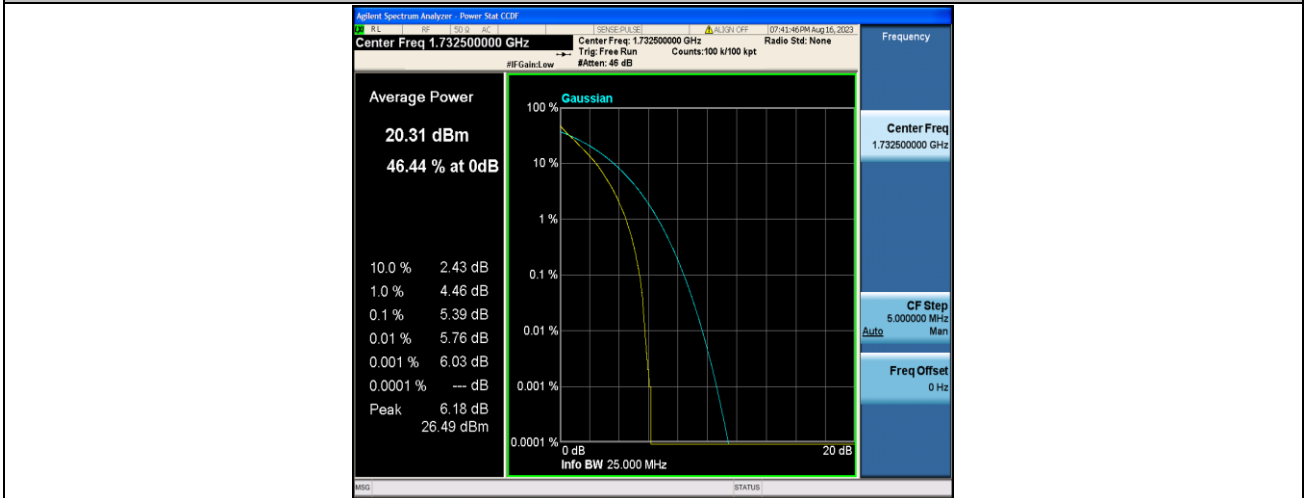 Agilent Spectrum Analyzer - Power Stat CCDF
RL RF 50 Ω AC SENSE:PULSE ALIGN OFF 07:41:46 PM Aug 16, 2023
Center Freq 1.732500000 GHz
Center Freq: 1.732500000 GHz Radio Std: None
Trig: Free Run Counts:100 k/100 kpt
#IFGain:Low #Atten: 46 dB
Average Power
20.31 dBm
46.44 % at 0dB
10.0 % 2.43 dB
1.0 % 4.46 dB
0.1 % 5.39 dB
0.01 % 5.76 dB
0.001 % 6.03 dB
0.0001 % --- dB
Peak 6.18 dB
26.49 dBm
Gaussian
100 %
10 %
1 %
0.1 %
0.01 %
0.001 %
0.0001 %
0 dB 20 dB
Info BW 25.000 MHz
Frequency
Center Freq
1.732500000 GHz
CF Step
5.000000 MHz
Auto Man
Freq Offset
0 Hz
MSG STATUS